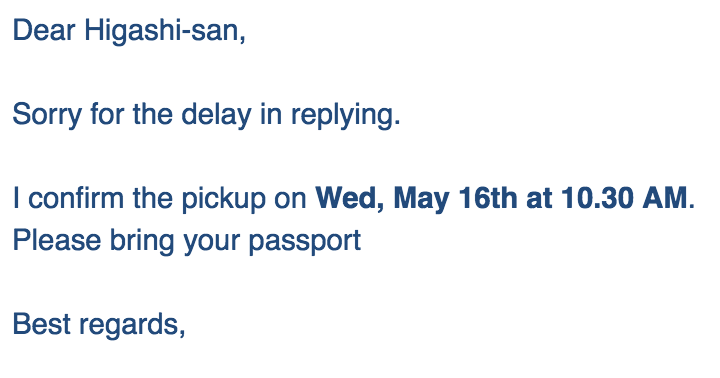 Dear Higashi-san,
Sorry for the delay in replying.
I confirm the pickup on Wed, May 16th at 10.30 AM.
Please bring your passport
Best regards,